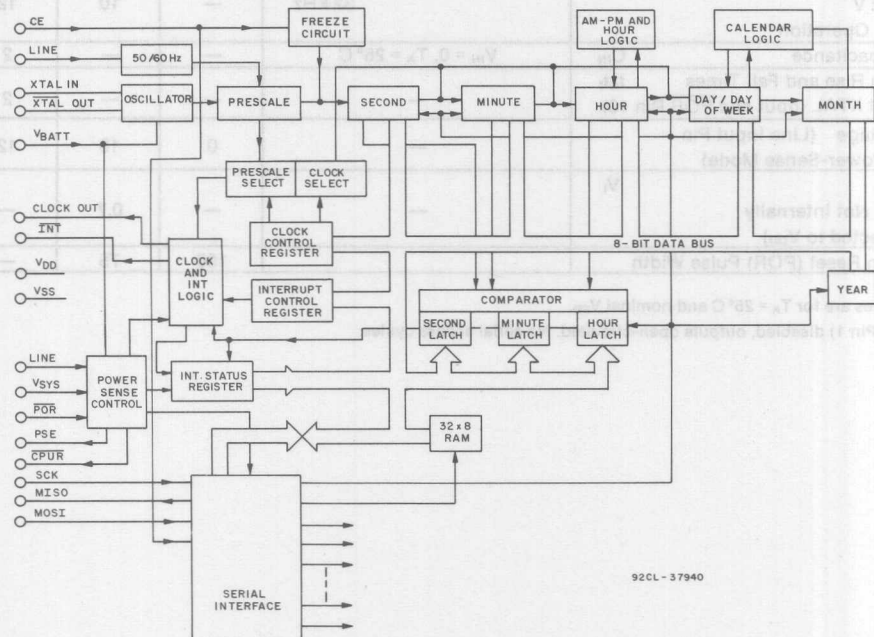 CE
LINE
XTAL IN
XTAL OUT
VBATT
50/60 Hz
OSCILLATOR
PRESCALE
FREEZE
CIRCUIT
SECOND
MINUTE
AM-PM AND
HOUR LOGIC
HOUR
CALENDAR
LOGIC
DAY / DAY
OF WEEK
MONTH
PRESCALE
SELECT
CLOCK
SELECT
CLOCK
CONTROL
REGISTER
8-BIT DATA BUS
YEAR
CLOCK OUT
INT
VDD
VSS
CLOCK
AND
INT
LOGIC
INTERRUPT
CONTROL
REGISTER
COMPARATOR
SECOND
LATCH
MINUTE
LATCH
HOUR
LATCH
LINE
VSYS
POR
PSE
CPUR
SCK
MISO
MOSI
POWER
SENSE
CONTROL
INT. STATUS
REGISTER
32x8
RAM
SERIAL
INTERFACE
92CL-37940